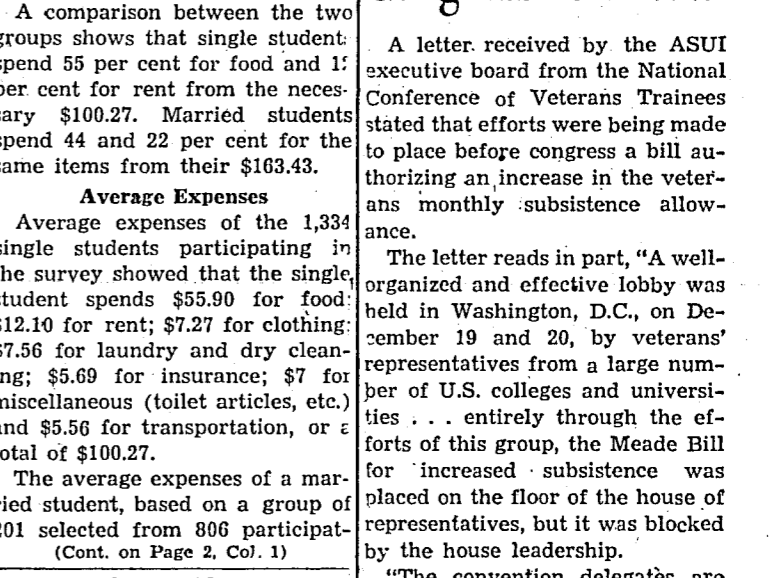 A comparison between the two
groups shows that single student
spend 55 per cent for food and
per cent for rent from the neces-
sary $100.27. Married students
spend 44 and 22 per cent for the
same items from their $163.43.
Average Expenses
Average expenses of the 1,334
single students participating in
the survey showed that the single
student spends $55.90 for food;
$12.10 for rent; $7.27 for clothing;
$7.56 for laundry and dry clean-
ing; $5.69 for insurance; $7 for
miscellaneous (toilet articles, etc.)
and $5.56 for transportation, or a
total of $100.27.
The average expenses of a mar-
ried student, based on a group of
201 selected from 806 participat-
(Cont. on Page 2, Col. 1)
A letter received by the ASUI
executive board from the National
Conference of Veterans Trainees
stated that efforts were being made
to place before congress a bill au-
thorizing an increase in the veter-
ans monthly subsistence allow-
ance.
The letter reads in part, "A well-
organized and effective lobby was
held in Washington, D.C., on De-
cember 19 and 20, by veterans'
representatives from a large num-
ber of U.S. colleges and universi-
ties . . . entirely through the ef-
forts of this group, the Meade Bill
for increased subsistence was
placed on the floor of the house of
representatives, but it was blocked
by the house leadership.
"The convention delegates are